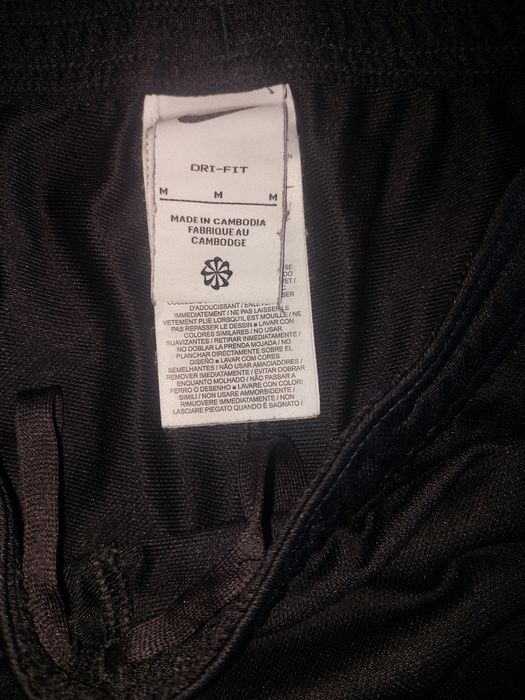 DRI-FIT
M M M
MADE IN CAMBODIA
FABRIQUE AU
CAMBODGE
D'ADOUCISSANT / ENLEVER
IMMEDIATEMENT / NE PAS LAISSER LE
VETEMENT PLIE LORSQU'IL EST MOUILLE / NE
PAS REPASSER LE DESSIN ■ LAVAR CON
COLORES SIMILARES / NO USAR
SUAVIZANTES / RETIRAR INMEDIATAMENTE /
NO DOBLAR LA PRENDA MOJADA / NO
PLANCHAR DIRECTAMENTE SOBRE EL
DISEÑO ■ LAVAR COM CORES
SEMELHANTES / NÃO USAR AMACIADORES /
REMOVER IMEDIATAMENTE / EVITAR DOBRAR
ENQUANTO MOLHADO / NÃO PASSAR A
FERRO O DESENHO ■ LAVARE CON COLORI
SIMILI / NON USARE AMMORBIDENTE /
RIMUOVERE IMMEDIATAMENTE / NON
LASCIARE PIEGATO QUANDO È BAGNATO /